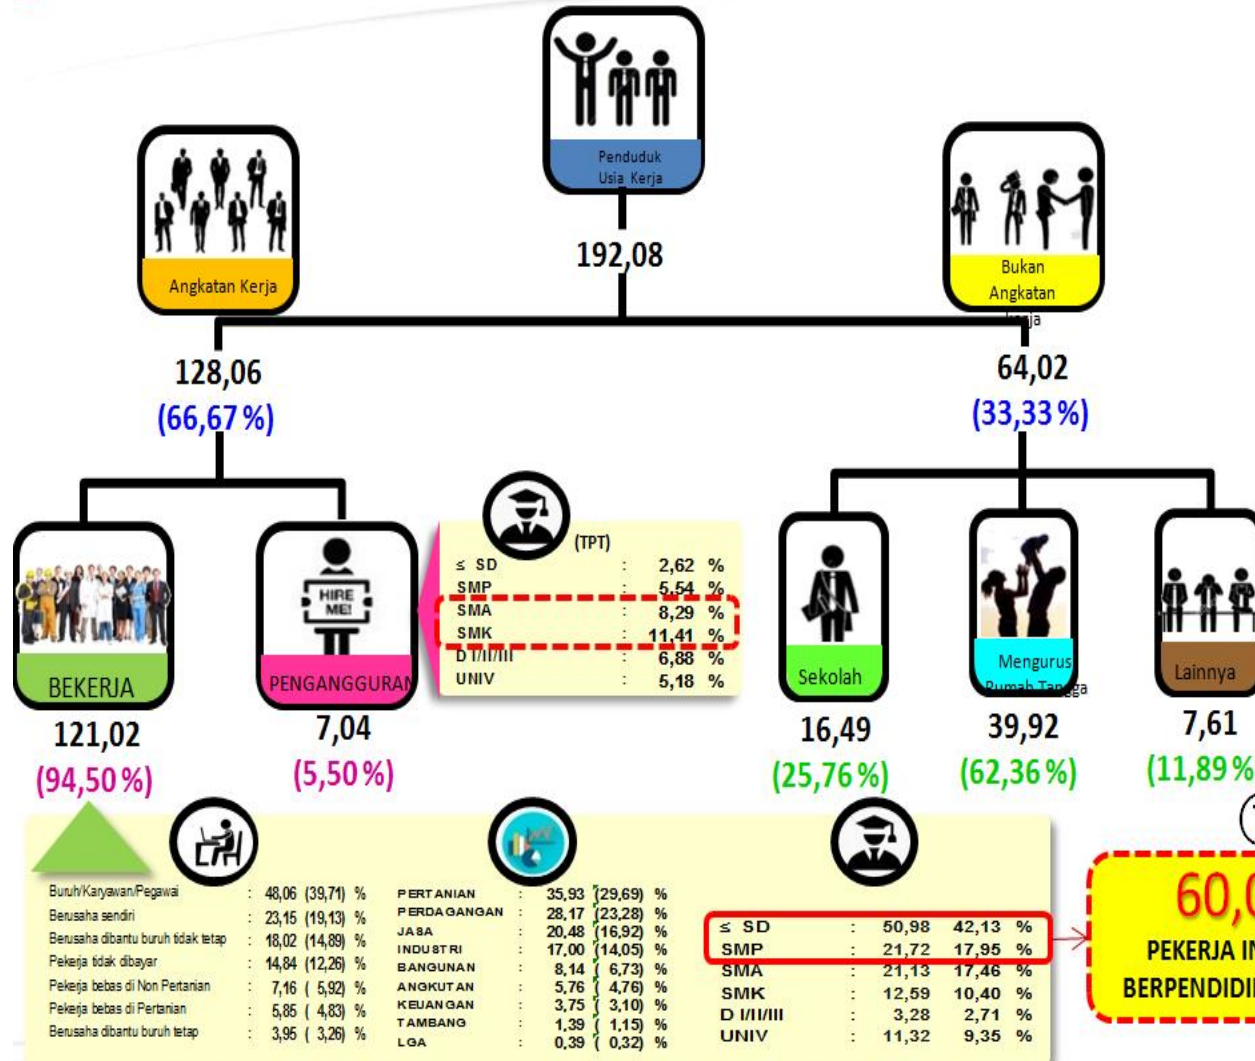 Penduduk
Usia Kerja
192,08
Angkatan Kerja
128,06
(66,67 %)
Bukan
Angkatan
64,02
(33,33 %)
HIRE
ME!
BEKERJA
121,02
(94,50 %)
PENGANGGURAN
7,04
(5,50 %)
(TPT)
≤ SD : 2,62 %
SMP : 5,54 %
SMA : 8,29 %
SMK : 11,41 %
D I/II/III : 6,88 %
UNIV : 5,18 %
Sekolah
16,49
(25,76 %)
Mengurus
Rumah Tangga
39,92
(62,36 %)
Lainnya
7,61
(11,89 %
Buruh/Karyawan/Pegawai : 48,06 (39,71) %
Berusaha sendiri : 23,15 (19,13) %
Berusaha dibantu buruh tidak tetap : 18,02 (14,89) %
Pekerja tidak dibayar : 14,84 (12,26) %
Pekerja bebas di Non Pertanian : 7,16 ( 5,92) %
Pekerja bebas di Pertanian : 5,85 ( 4,83) %
Berusaha dibantu buruh tetap : 3,95 ( 3,26) %
PERTANIAN : 35,93 (29,69) %
PERDAGANGAN : 28,17 (23,28) %
JASA : 20,48 (16,92) %
INDUSTRI : 17,00 (14,05) %
BANGUNAN : 8,14 ( 6,73) %
ANGKUTAN : 5,76 ( 4,76) %
KEUANGAN : 3,75 ( 3,10) %
TAMBANG : 1,39 ( 1,15) %
LGA : 0,39 ( 0,32) %
≤ SD : 50,98 42,13 %
SMP : 21,72 17,95 %
SMA : 21,13 17,46 %
SMK : 12,59 10,40 %
D I/II/III : 3,28 2,71 %
UNIV : 11,32 9,35 %
60,0
PEKERJA IN
BERPENDIDI